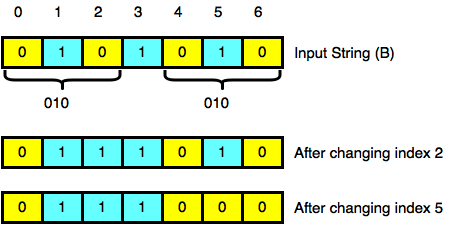 0 1 2 3 4 5 6
0 1 0 1 0 1 0 Input String (B)
010 010
0 1 1 1 0 1 0 After changing index 2
0 1 1 1 0 0 0 After changing index 5